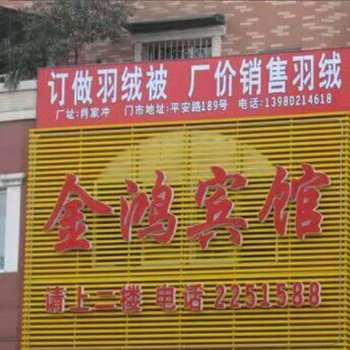 订做羽绒被 厂价销售羽绒
厂址:肖家冲 门市地址:平安路189号 电话:13980214618
金鸿宾馆
请上二楼 电话 2251588